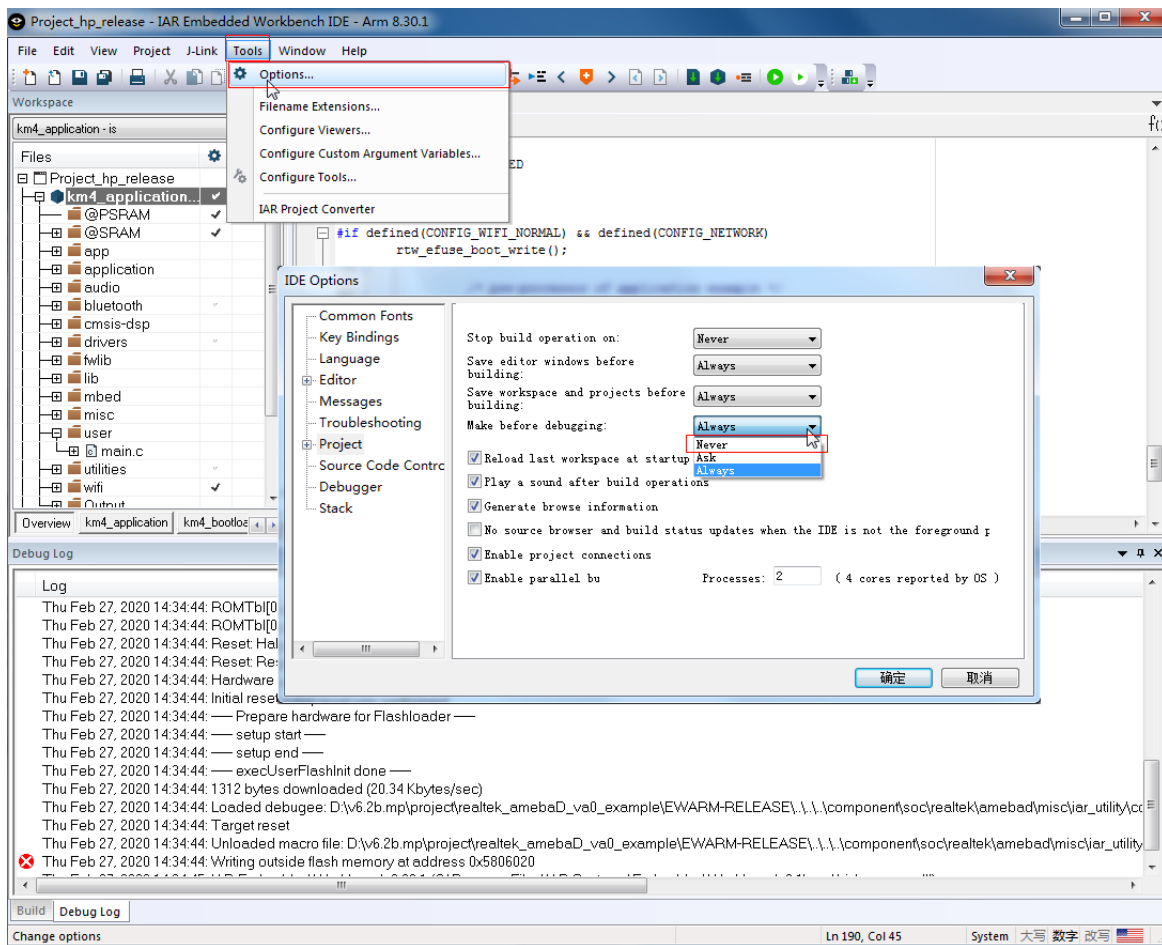 Project_hp_release - IAR Embedded Workbench IDE - Arm 8.30.1
File Edit View Project J-Link Tools Window Help
Options...
Filename Extensions...
Configure Viewers...
Configure Custom Argument Variables...
Configure Tools...
IAR Project Converter
Workspace
km4_application - is
Files
Project_hp_release
km4_application...
@PSRAM
@SRAM
app
application
audio
bluetooth
cmsis-dsp
drivers
fwlib
lib
mbed
misc
user
main.c
utilities
wifi
Output
Overview km4_application km4_bootloa
ED
#if defined(CONFIG_WIFI_NORMAL) && defined(CONFIG_NETWORK)
rtw_efuse_boot_write();
IDE Options
Common Fonts
Key Bindings
Language
Editor
Messages
Troubleshooting
Project
Source Code Contrc
Debugger
Stack
Stop build operation on: Never
Save editor windows before
building: Always
Save workspace and projects before
building: Always
Make before debugging: Always
Never
Ask
Always
Reload last workspace at startup
Play a sound after build operations
Generate browse information
No source browser and build status updates when the IDE is not the foreground p
Enable project connections
Enable parallel bu Processes: 2 ( 4 cores reported by OS )
确定 取消
Debug Log
Log
Thu Feb 27, 2020 14:34:44: ROMTbl[0
Thu Feb 27, 2020 14:34:44: ROMTbl[0
Thu Feb 27, 2020 14:34:44: Reset: Hal
Thu Feb 27, 2020 14:34:44: Reset: Re
Thu Feb 27, 2020 14:34:44: Hardware
Thu Feb 27, 2020 14:34:44: Initial reset
Thu Feb 27, 2020 14:34:44: ---- Prepare hardware for Flashloader ----
Thu Feb 27, 2020 14:34:44: ---- setup start ----
Thu Feb 27, 2020 14:34:44: ---- setup end ----
Thu Feb 27, 2020 14:34:44: ---- execUserFlashInit done ----
Thu Feb 27, 2020 14:34:44: 1312 bytes downloaded (20.34 Kbytes/sec)
Thu Feb 27, 2020 14:34:44: Loaded debugee: D:\v6.2b.mp\project\realtek_amebaD_va0_example\EWARM-RELEASE\..\..\..\component\soc\realtek\amebad\misc\iar_utility\cc
Thu Feb 27, 2020 14:34:44: Target reset
Thu Feb 27, 2020 14:34:44: Unloaded macro file: D:\v6.2b.mp\project\realtek_amebaD_va0_example\EWARM-RELEASE\..\..\..\component\soc\realtek\amebad\misc\iar_utility
Thu Feb 27, 2020 14:34:44: Writing outside flash memory at address 0x5806020
Build Debug Log
Change options Ln 190, Col 45 System 大写 数字 改写